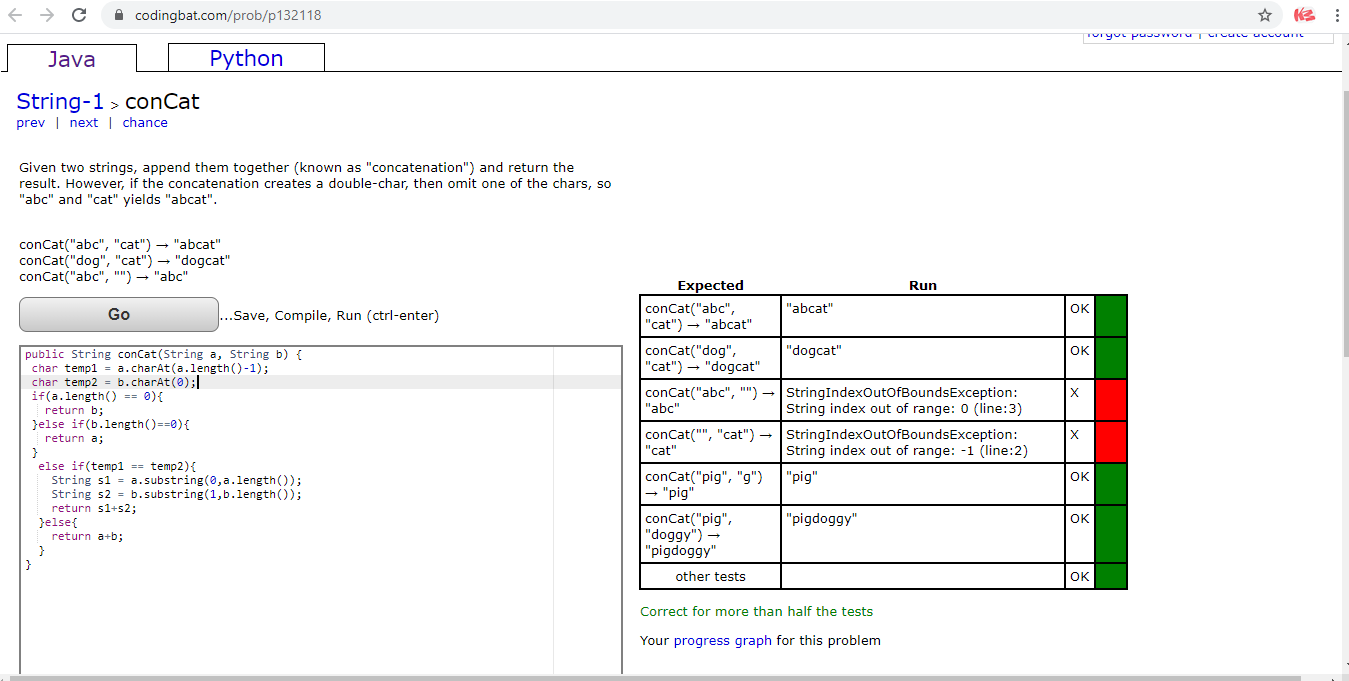 codingbat.com/prob/p132118
forgot password | create account
Java
Python
String-1 > conCat
prev | next | chance
Given two strings, append them together (known as "concatenation") and return the
result. However, if the concatenation creates a double-char, then omit one of the chars, so
"abc" and "cat" yields "abcat".
conCat("abc", "cat") → "abcat"
conCat("dog", "cat") → "dogcat"
conCat("abc", "") → "abc"
Go
...Save, Compile, Run (ctrl-enter)
public String conCat(String a, String b) {
char temp1 = a.charAt(a.length()-1);
char temp2 = b.charAt(0);
if(a.length() == 0){
return b;
}else if(b.length()==0){
return a;
}
else if(temp1 == temp2){
String s1 = a.substring(0,a.length());
String s2 = b.substring(1,b.length());
return s1+s2;
}else{
return a+b;
}
}
Expected Run
conCat("abc", "abcat" OK
"cat") → "abcat"
conCat("dog", "dogcat" OK
"cat") → "dogcat"
conCat("abc", "") → StringIndexOutOfBoundsException: X
"abc" String index out of range: 0 (line:3)
conCat("", "cat") → StringIndexOutOfBoundsException: X
"cat" String index out of range: -1 (line:2)
conCat("pig", "g") "pig" OK
→ "pig"
conCat("pig", "pigdoggy" OK
"doggy") →
"pigdoggy"
other tests OK
Correct for more than half the tests
Your progress graph for this problem